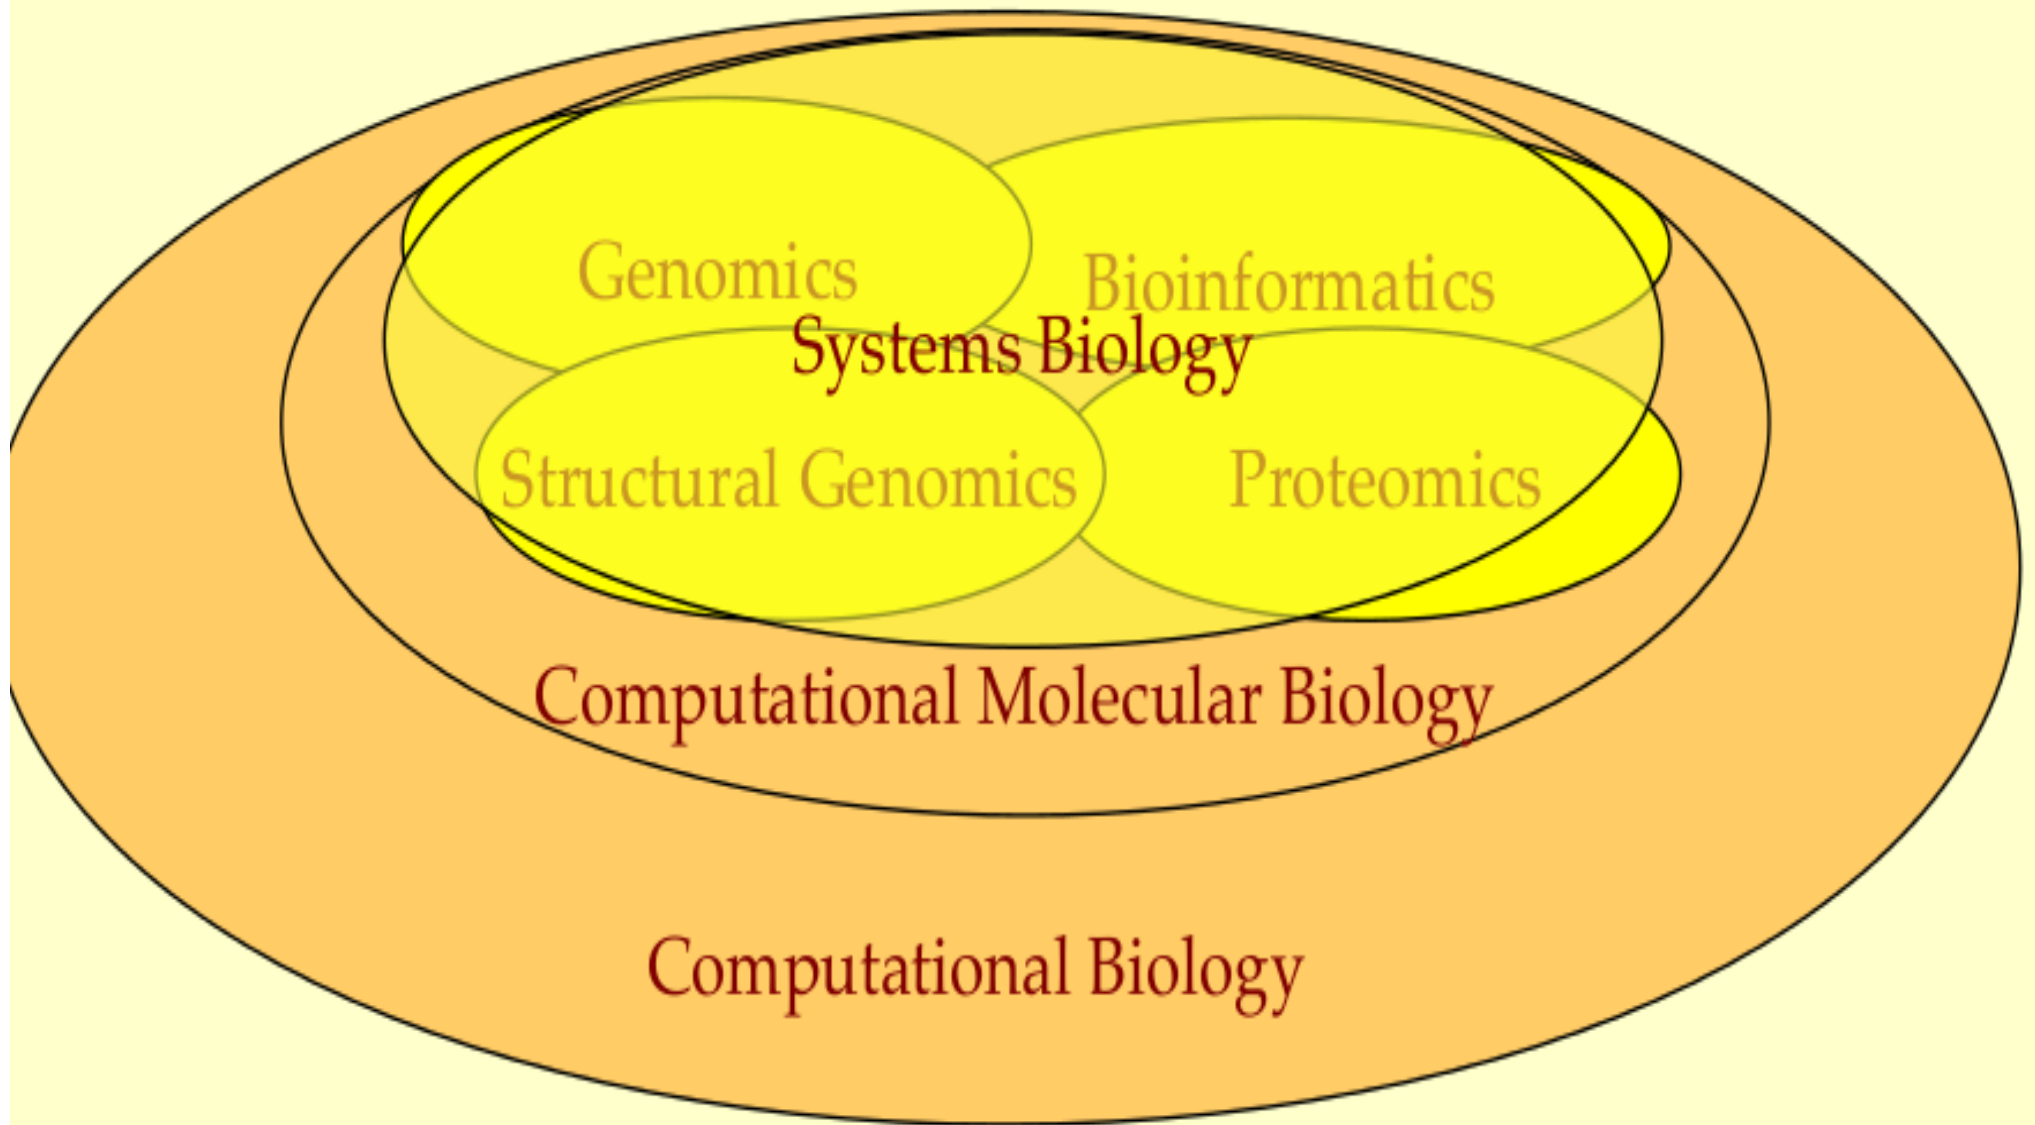 Genomics
Bioinformatics
Systems Biology
Structural Genomics
Proteomics
Computational Molecular Biology
Computational Biology